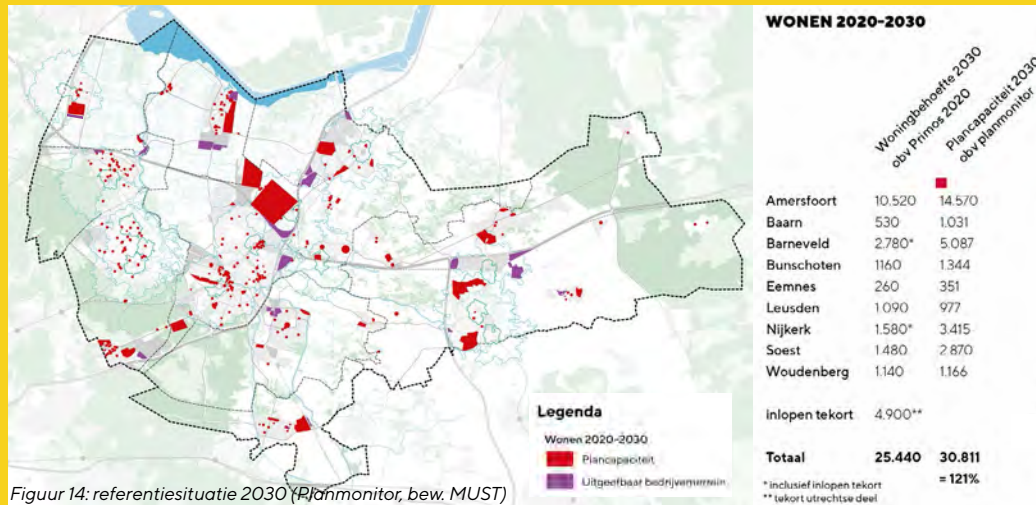 WONEN 2020-2030
Woningbehoefte 2030
obv Primos 2020
Plancapaciteit 2030
obv planmonitor
Amersfoort 10.520 14.570
Baarn 530 1.031
Barneveld 2.780* 5.087
Bunschoten 1160 1.344
Eemnes 260 351
Leusden 1.090 977
Nijkerk 1.580* 3.415
Soest 1.480 2.870
Woudenberg 1.140 1.166
inlopen tekort 4.900**
Totaal 25.440 30.811
= 121%
* inclusief inlopen tekort
** tekort utrechtse deel
Legenda
Wonen 2020-2030
Plancapaciteit
Uitgeefbaar bedrijventerrein
Figuur 14: referentiesituatie 2030 (Planmonitor, bew. MUST)